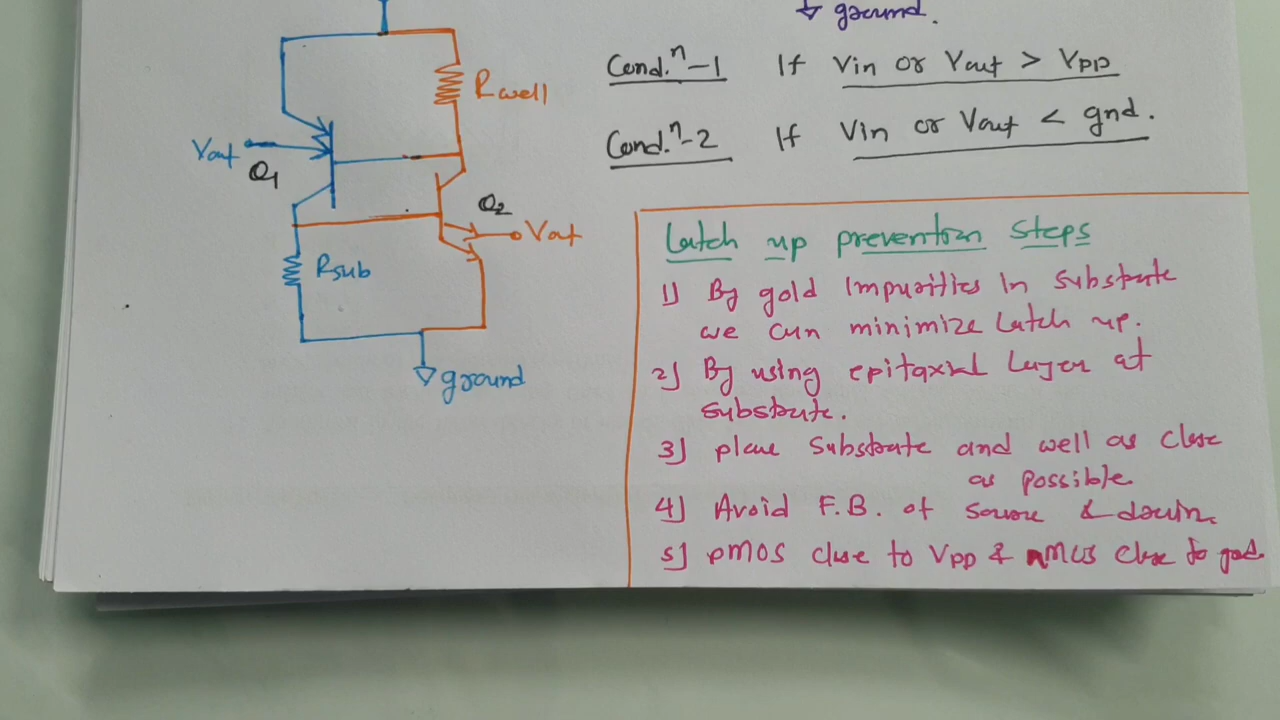 ground.
Cond.ⁿ-1 If Vin or Vout > VDD
Cond.ⁿ-2 If Vin or Vout < gnd.
Rwell
Vout
Q1
Q2
Vout
Rsub
ground
Latch up prevention steps
1) By gold Impurities In substrate
we can minimize Latch up.
2) By using epitaxial Layer at
substrate.
3) place Substrate and well as close
as possible.
4) Avoid F.B. of source & drain.
5) pMOS close to VDD & nMOS close to gnd.